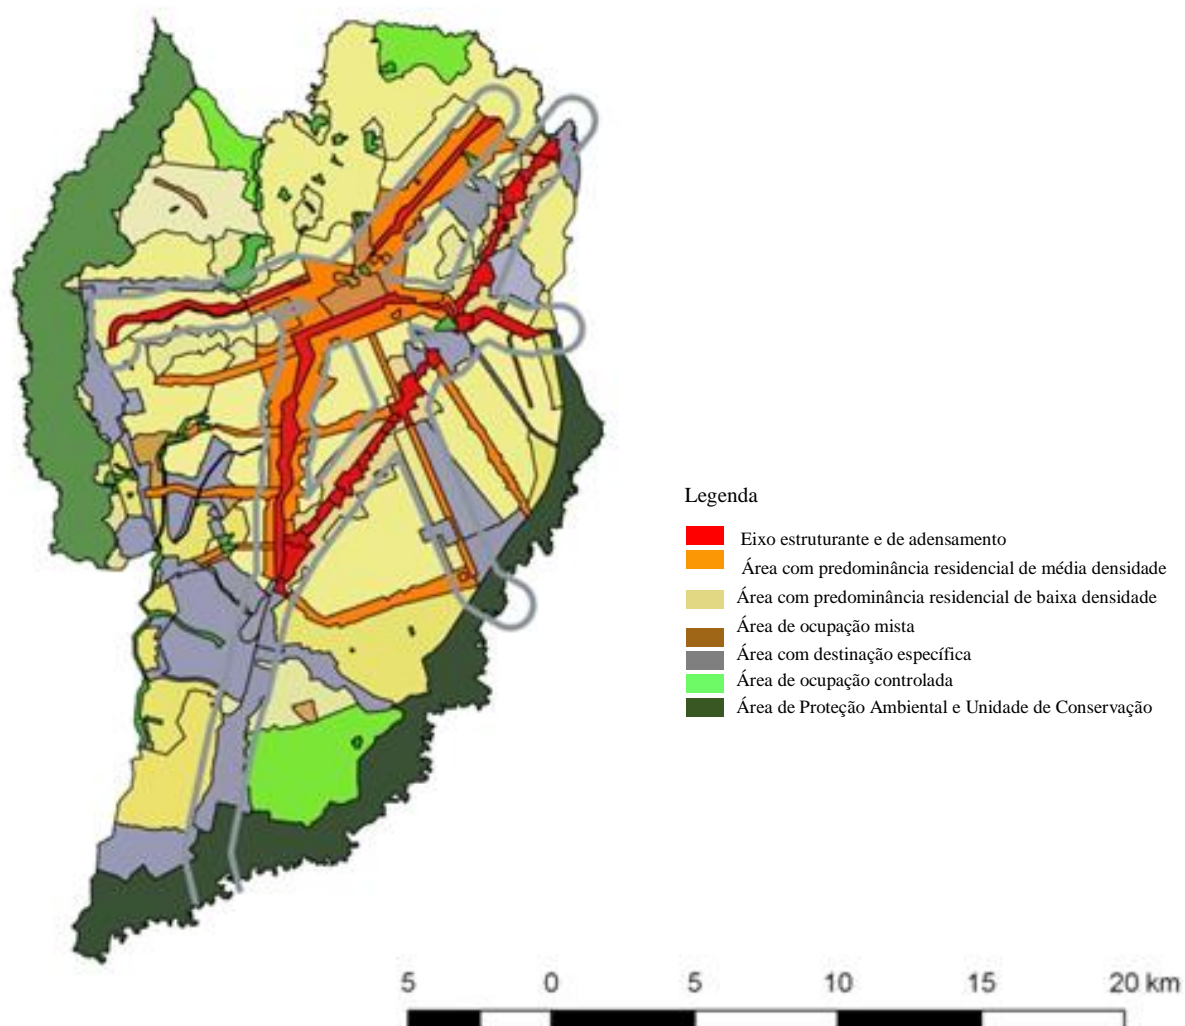 Legenda
Eixo estruturante e de adensamento
Área com predominância residencial de média densidade
Área com predominância residencial de baixa densidade
Área de ocupação mista
Área com destinação específica
Área de ocupação controlada
Área de Proteção Ambiental e Unidade de Conservação
5 0 5 10 15 20 km